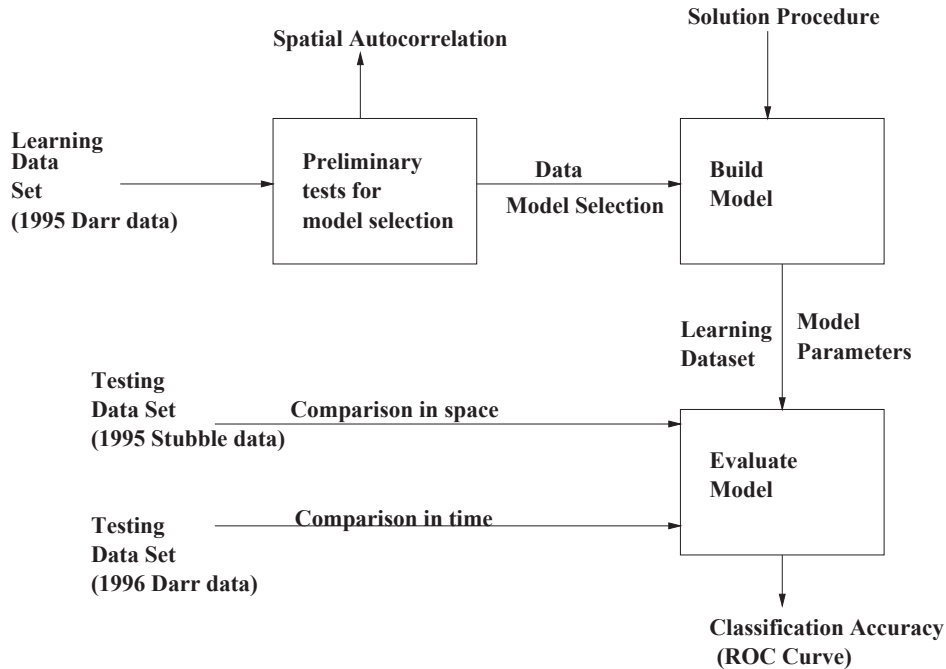 Solution Procedure
Spatial Autocorrelation
Learning
Data
Set
(1995 Darr data)
Preliminary
tests for
model selection
Data
Model Selection
Build
Model
Learning
Dataset
Model
Parameters
Testing
Data Set
(1995 Stubble data)
Comparison in space
Evaluate
Model
Testing
Data Set
(1996 Darr data)
Comparison in time
Classification Accuracy
(ROC Curve)